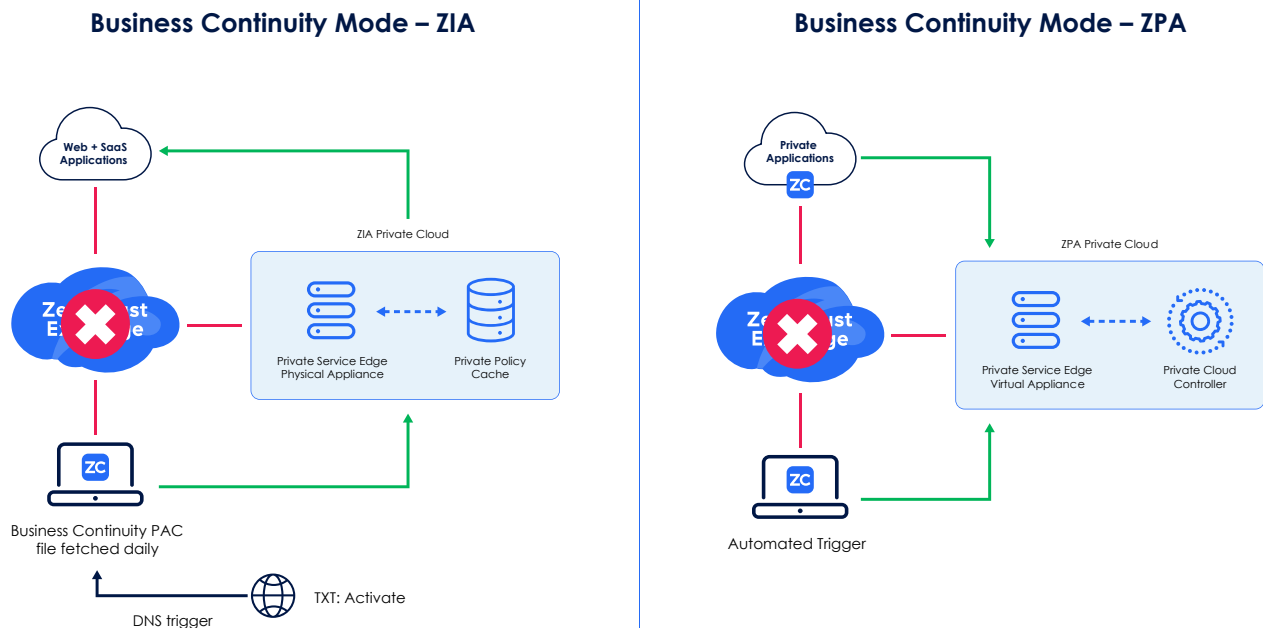 Business Continuity Mode – ZIA
Web + SaaS
Applications
ZIA Private Cloud
Private Service Edge
Physical Appliance
Private Policy
Cache
ZC
Business Continuity PAC
file fetched daily
TXT: Activate
DNS trigger
Business Continuity Mode – ZPA
Private
Applications
ZC
ZPA Private Cloud
Private Service Edge
Virtual Appliance
Private Cloud
Controller
ZC
Automated Trigger